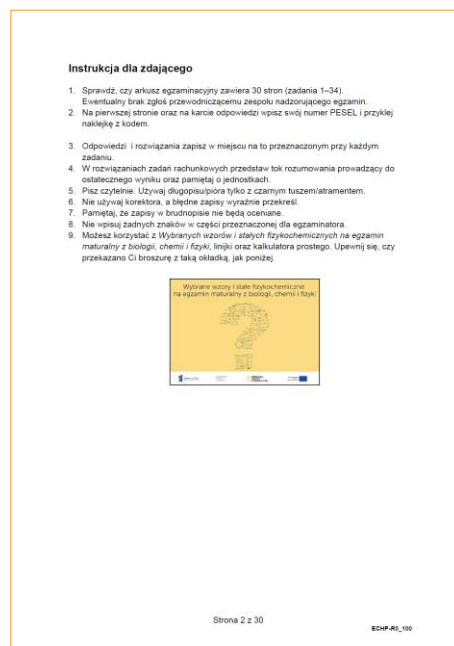 Instrukcja dla zdającego
1. Sprawdź, czy arkusz egzaminacyjny zawiera 30 stron (zadania 1–34).
Ewentualny brak zgłoś przewodniczącemu zespołu nadzorującego egzamin.
2. Na pierwszej stronie oraz na karcie odpowiedzi wpisz swój numer PESEL i przyklej
naklejkę z kodem.
3. Odpowiedzi i rozwiązania zapisz w miejscu na to przeznaczonym przy każdym
zadaniu.
4. W rozwiązaniach zadań rachunkowych przedstaw tok rozumowania prowadzący do
ostatecznego wyniku oraz pamiętaj o jednostkach.
5. Pisz czytelnie. Używaj długopisu/pióra tylko z czarnym tuszem/atramentem.
6. Nie używaj korektora, a błędne zapisy wyraźnie przekreśl.
7. Pamiętaj, że zapisy w brudnopisie nie będą oceniane.
8. Nie wpisuj żadnych znaków w części przeznaczonej dla egzaminatora.
9. Możesz korzystać z Wybranych wzorów i stałych fizykochemicznych na egzamin
maturalny z biologii, chemii i fizyki, linijki oraz kalkulatora prostego. Upewnij się, czy
przekazano Ci broszurę z taką okładką, jak poniżej.
Wybrane wzory i stałe fizykochemiczne
na egzamin maturalny z biologii, chemii i fizyki
Strona 2 z 30
ECHP-R0_100